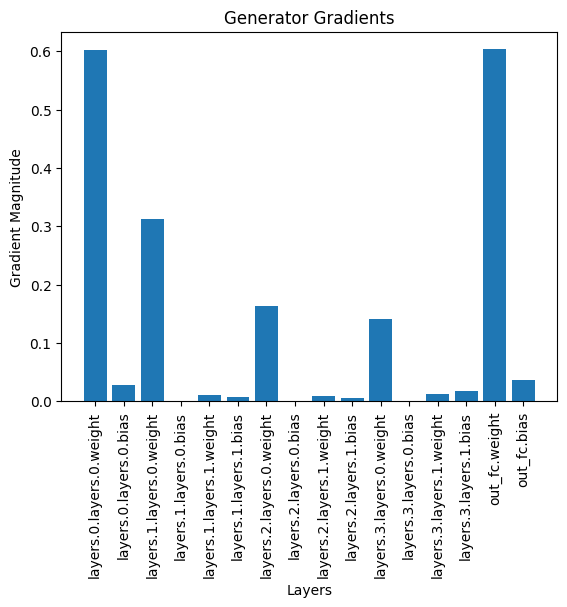 Generator Gradients
Gradient Magnitude
0.6
0.5
0.4
0.3
0.2
0.1
0.0
layers.0.layers.0.weight
layers.0.layers.0.bias
layers.1.layers.0.weight
layers.1.layers.0.bias
layers.1.layers.1.weight
layers.1.layers.1.bias
layers.2.layers.0.weight
layers.2.layers.0.bias
layers.2.layers.1.weight
layers.2.layers.1.bias
layers.3.layers.0.weight
layers.3.layers.0.bias
layers.3.layers.1.weight
layers.3.layers.1.bias
out_fc.weight
out_fc.bias
Layers